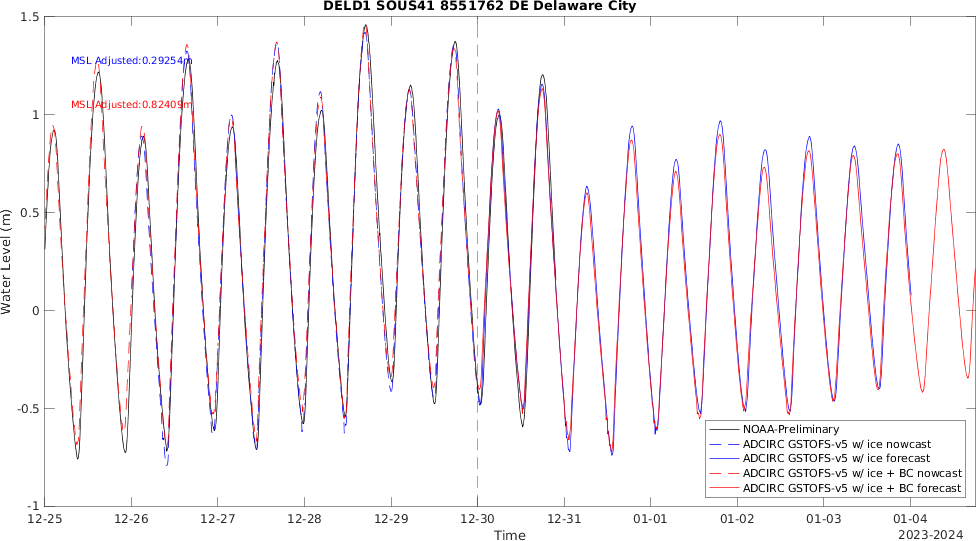 DELD1 SOUS41 8551762 DE Delaware City
1.5
1
0.5
0
-0.5
-1
Water Level (m)
MSL Adjusted:0.29254m
MSL Adjusted:0.82409m
NOAA-Preliminary
ADCIRC GSTOFS-v5 w/ ice nowcast
ADCIRC GSTOFS-v5 w/ ice forecast
ADCIRC GSTOFS-v5 w/ ice + BC nowcast
ADCIRC GSTOFS-v5 w/ ice + BC forecast
12-25 12-26 12-27 12-28 12-29 12-30 12-31 01-01 01-02 01-03 01-04
Time
2023-2024